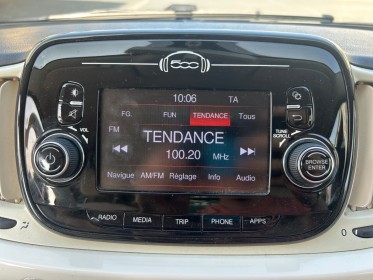 500
10:06 TA
FG FUN TENDANCE Tous
FM
TENDANCE
100.20 MHz
Navigue AM/FM Réglage Info Audio
VOL
TUNE
SCROLL
BROWSE
ENTER
RADIO MEDIA TRIP PHONE APPS